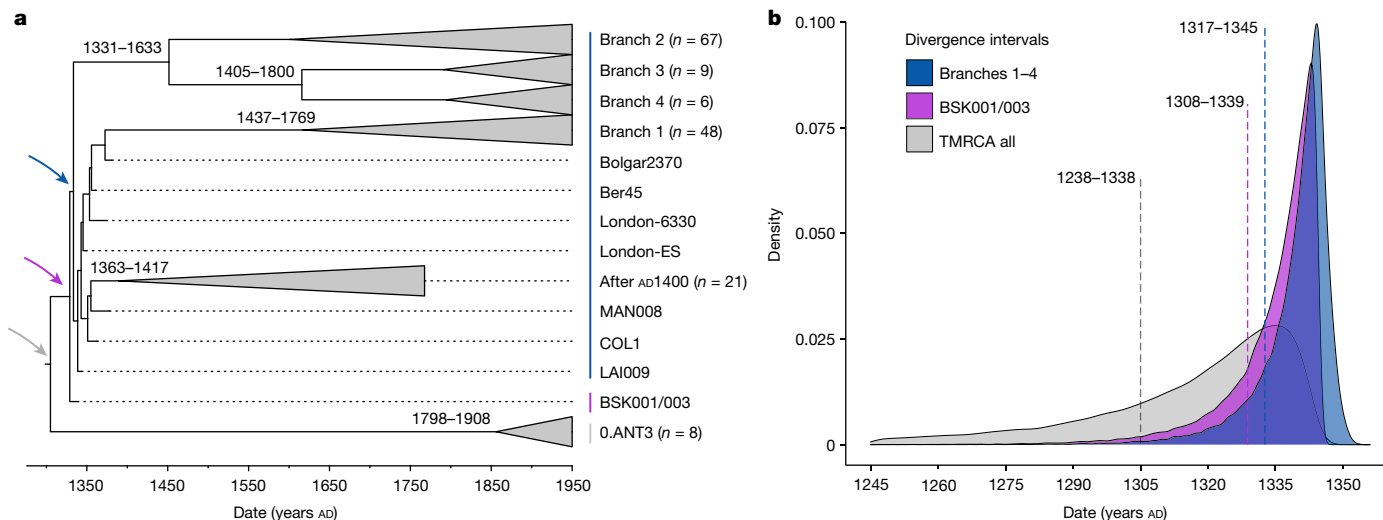 a
1331–1633
1405–1800
1437–1769
1363–1417
1798–1908
Branch 2 (n = 67)
Branch 3 (n = 9)
Branch 4 (n = 6)
Branch 1 (n = 48)
Bolgar2370
Ber45
London-6330
London-ES
After AD1400 (n = 21)
MAN008
COL1
LAI009
BSK001/003
0.ANT3 (n = 8)
1350 1450 1550 1650 1750 1850 1950
Date (years AD)
b
Density
0.100
0.075
0.050
0.025
0
Divergence intervals
Branches 1–4
BSK001/003
TMRCA all
1317–1345
1308–1339
1238–1338
1245 1260 1275 1290 1305 1320 1335 1350
Date (years AD)